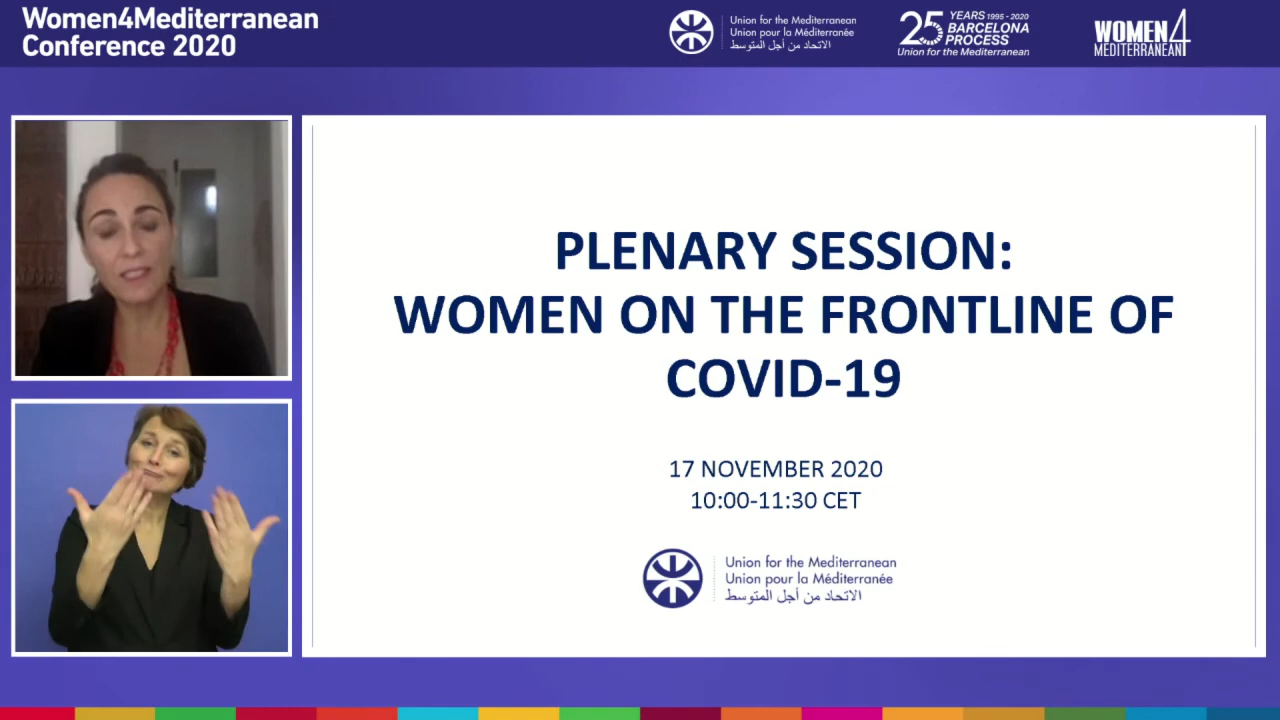 Women4Mediterranean
Conference 2020
Union for the Mediterranean
Union pour la Méditerranée
الاتحاد من أجل المتوسط
25 YEARS 1995 - 2020
BARCELONA
PROCESS
Union for the Mediterranean
WOMEN4
MEDITERRANEAN
PLENARY SESSION:
WOMEN ON THE FRONTLINE OF
COVID-19
17 NOVEMBER 2020
10:00-11:30 CET
Union for the Mediterranean
Union pour la Méditerranée
الاتحاد من أجل المتوسط